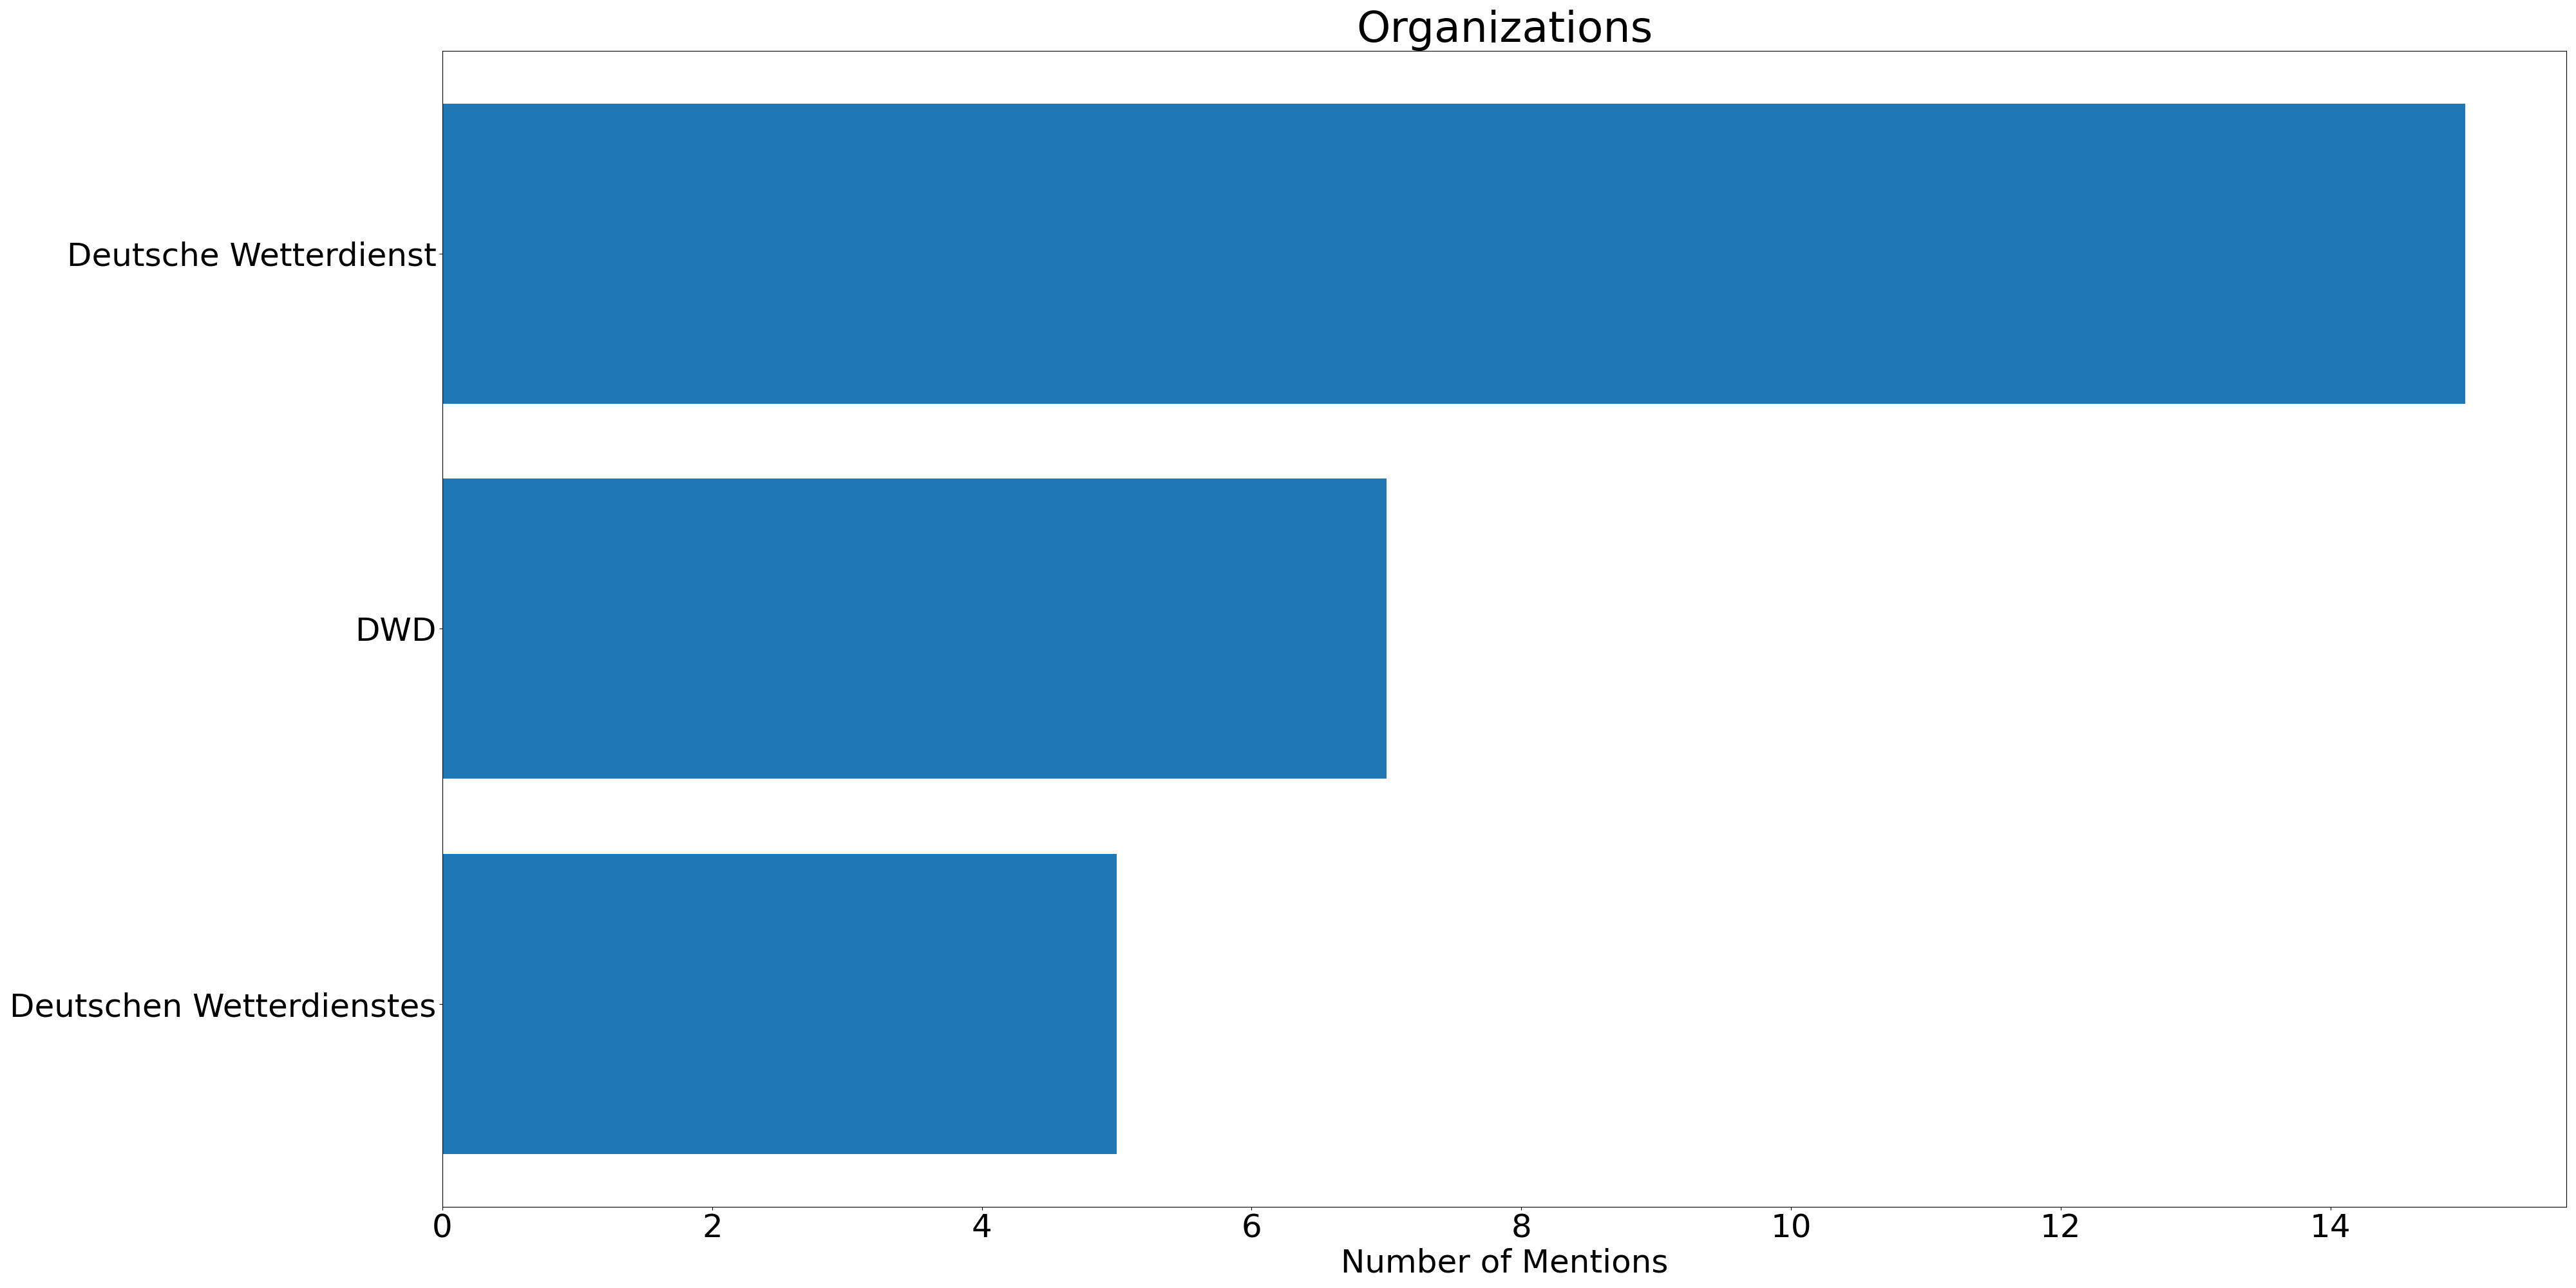 Organizations
Deutsche Wetterdienst
DWD
Deutschen Wetterdienstes
0 2 4 6 8 10 12 14
Number of Mentions